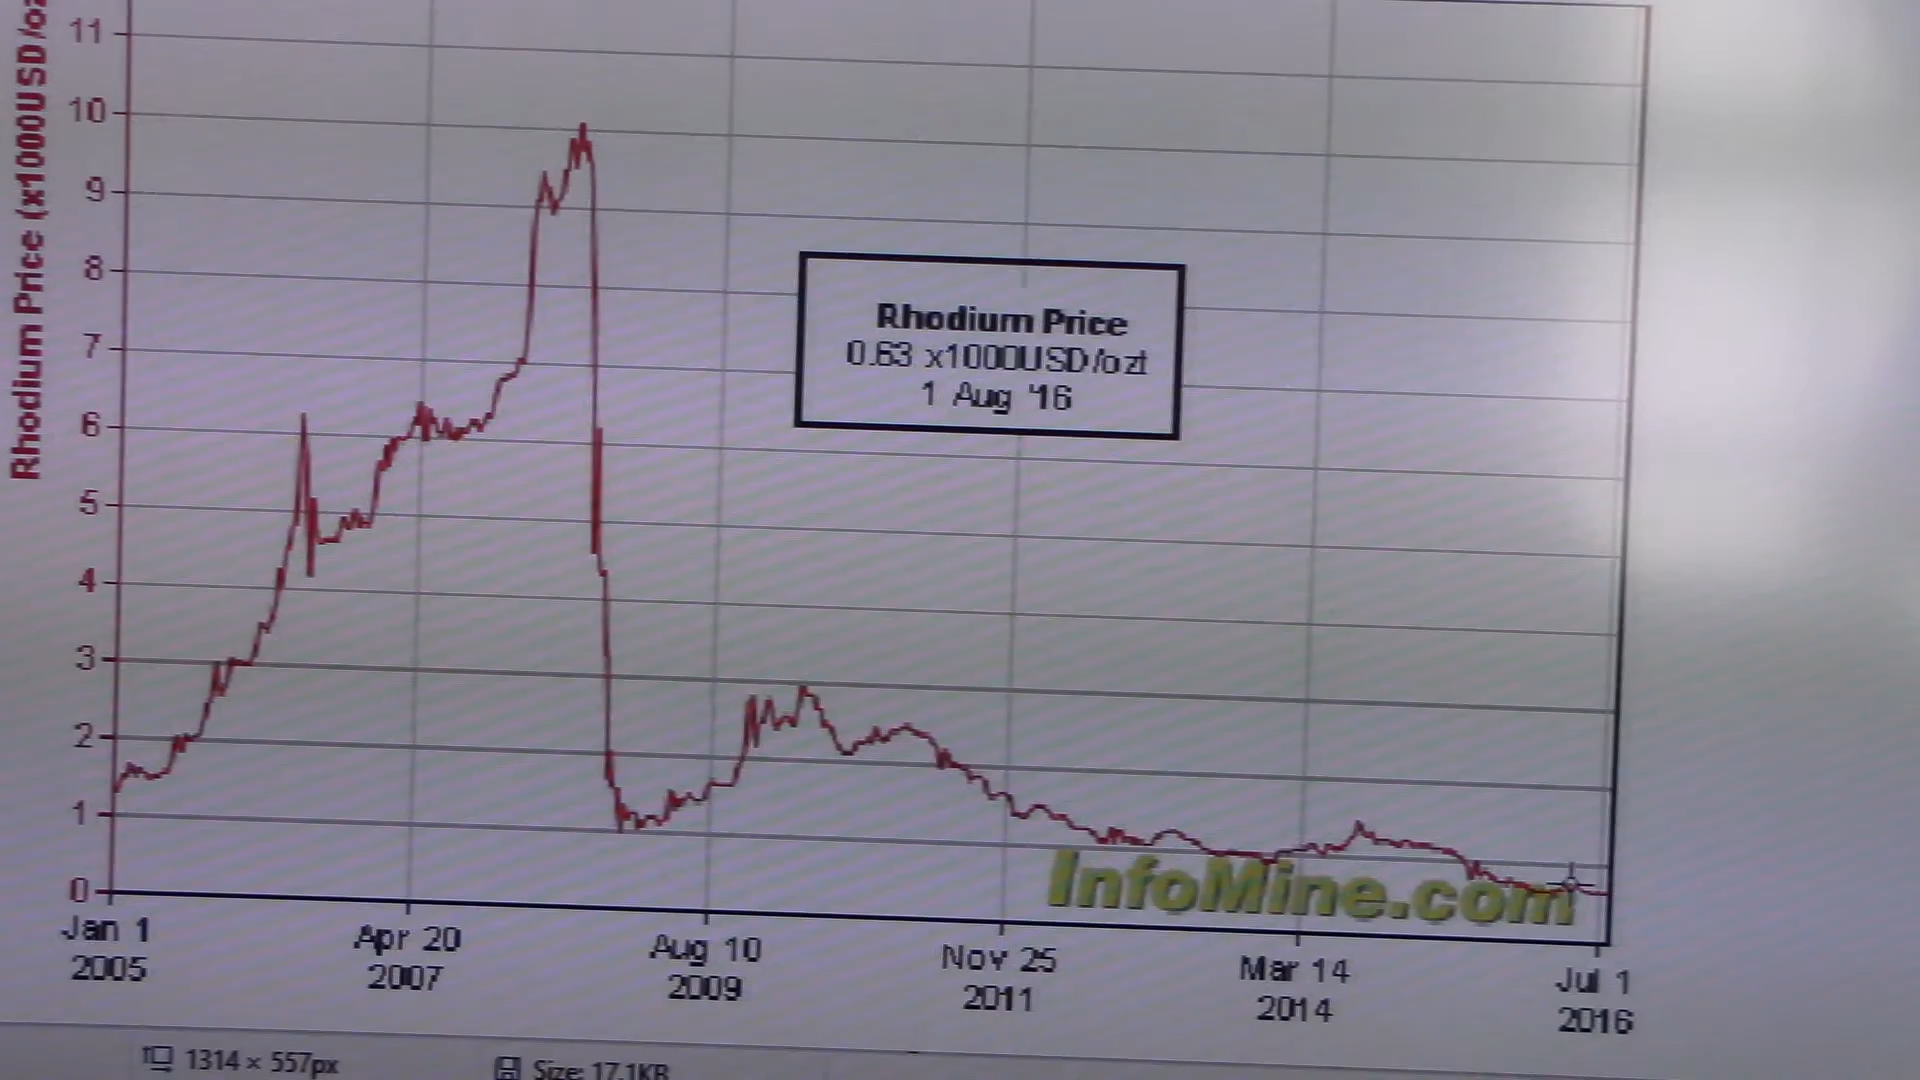 Rhodium Price (x1000USD/oz
11
10
9
8
7
6
5
4
3
2
1
0
Rhodium Price
0.63 x1000USD/ozt
1 Aug '16
InfoMine.com
Jan 1
2005
Apr 20
2007
Aug 10
2009
Nov 25
2011
Mar 14
2014
Jul 1
2016
1314 × 557px
Size: 17.1KB